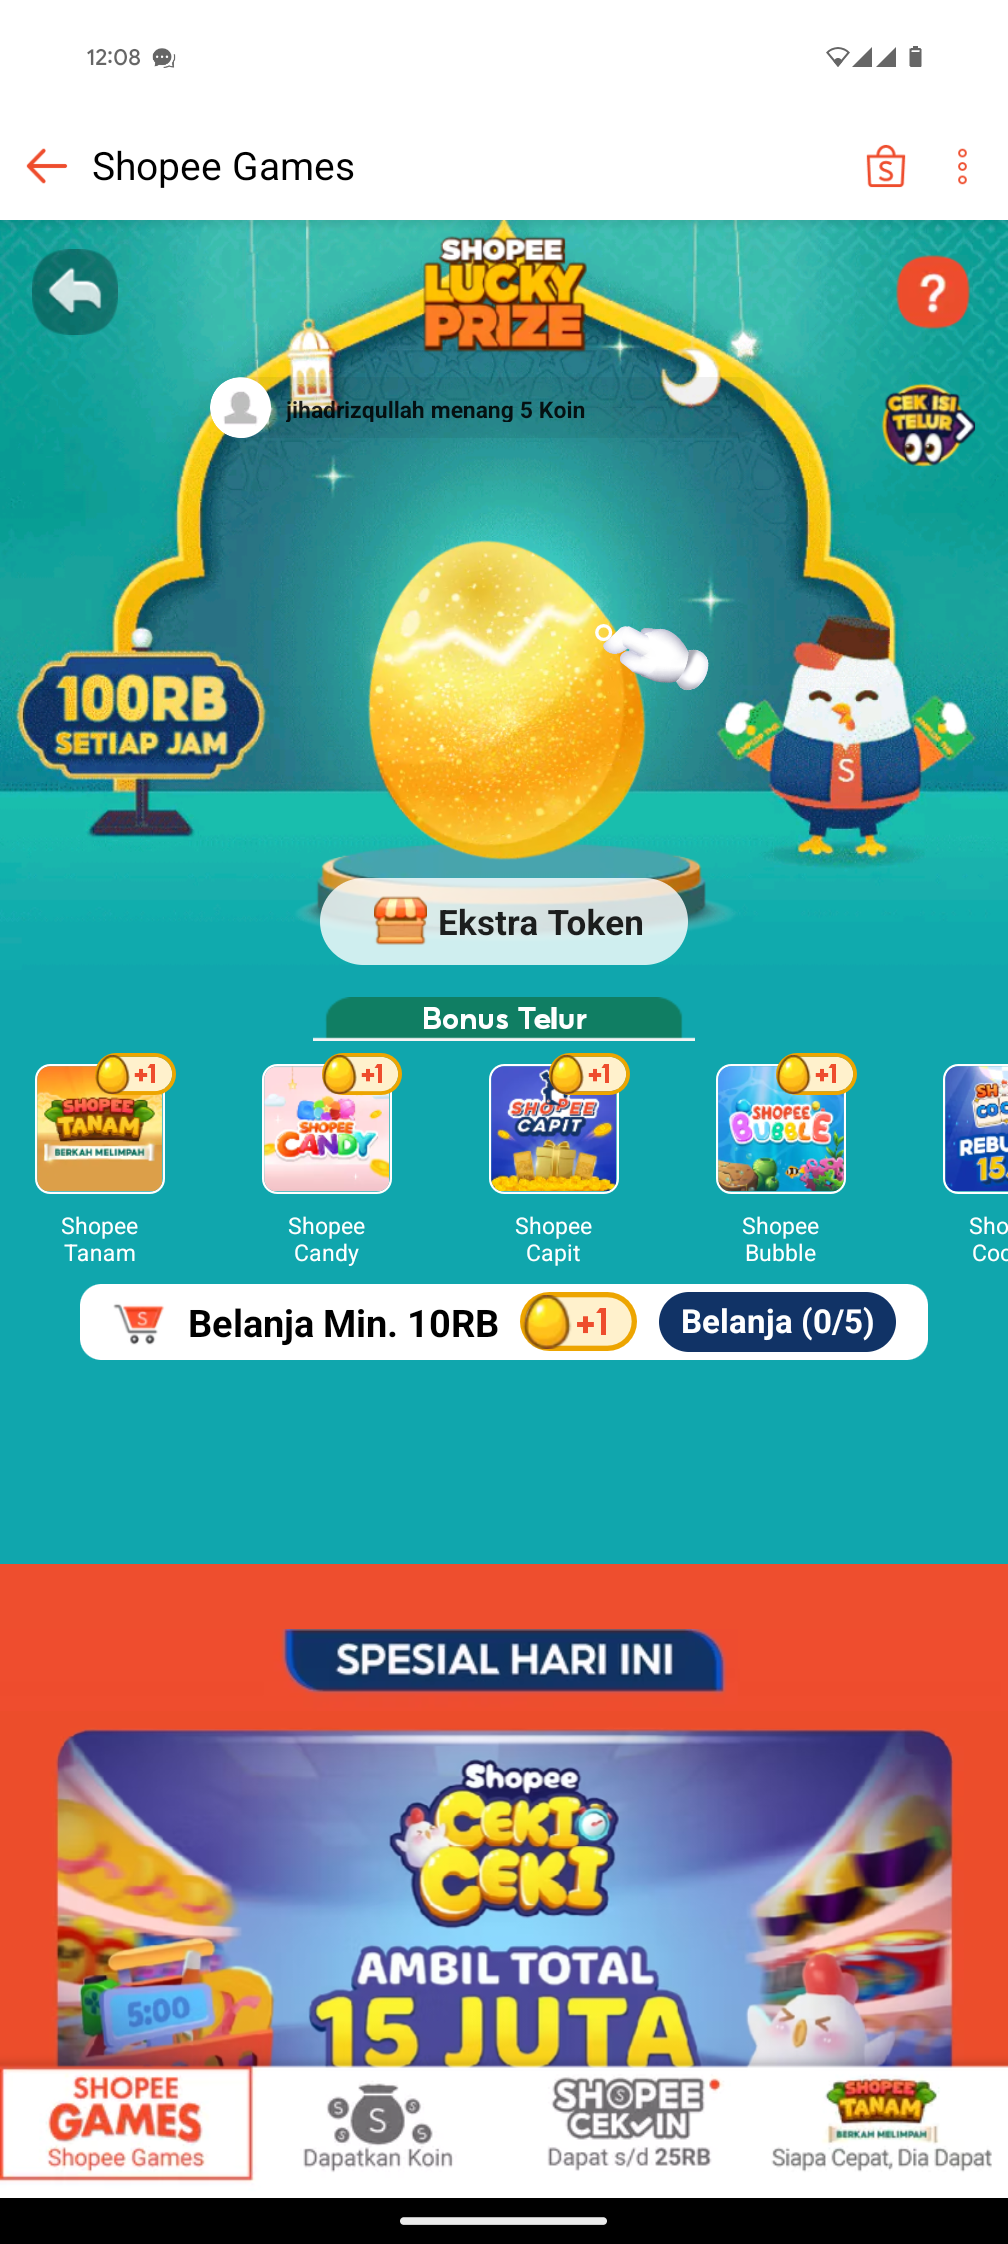 12:08
Shopee Games
SHOPEE
LUCKY
PRIZE
?
jihadrizqullah menang 5 Koin
CEK ISI
TELUR
100RB
SETIAP JAM
S
Ekstra Token
Bonus Telur
+1
+1
+1
+1
SHOPEE
TANAM
BERKAH MELIMPAH
SHOPEE
CANDY
SHOPEE
CAPIT
SHOPEE
BUBBLE
SH
COC
REBU
15.
Shopee
Tanam
Shopee
Candy
Shopee
Capit
Shopee
Bubble
Sho
Coc
Belanja Min. 10RB +1 Belanja (0/5)
SPESIAL HARI INI
Shopee
CEKI
CEKI
AMBIL TOTAL
15 JUTA
5:00
SHOPEE
GAMES
Shopee Games
Dapatkan Koin
SHOPEE
CEK IN
Dapat s/d 25RB
SHOPEE
TANAM
BERKAH MELIMPAH
Siapa Cepat, Dia Dapat